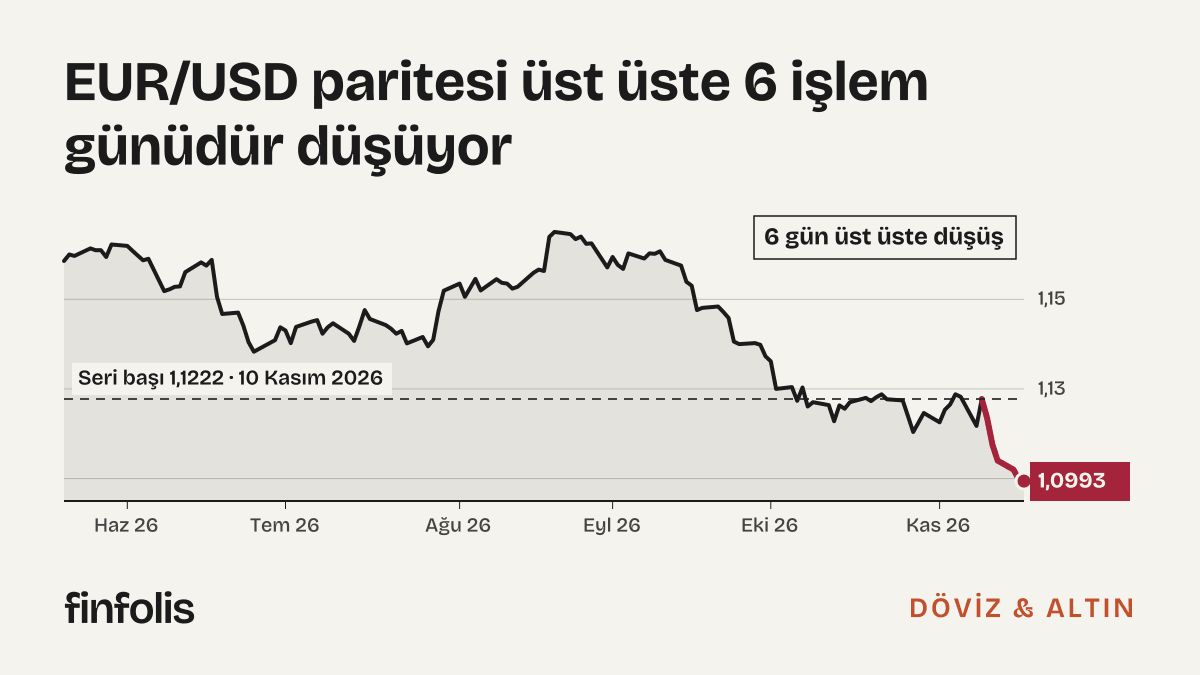 EUR/USD paritesi üst üste 6 işlem
günüdür düşüyor
6 gün üst üste düşüş
1,15
Seri başı 1,1222 · 10 Kasım 2026
1,13
1,0993
Haz 26 Tem 26 Ağu 26 Eyl 26 Eki 26 Kas 26
finfolis
DÖVİZ & ALTIN